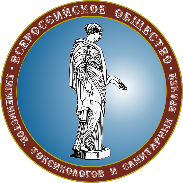 ВСЕРОССИЙСКОЕ ОБЩЕСТВО
ГИГИЕНИСТОВ, ТОКСИКОЛОГОВ И САНИТАРНЫХ ВРАЧЕЙ